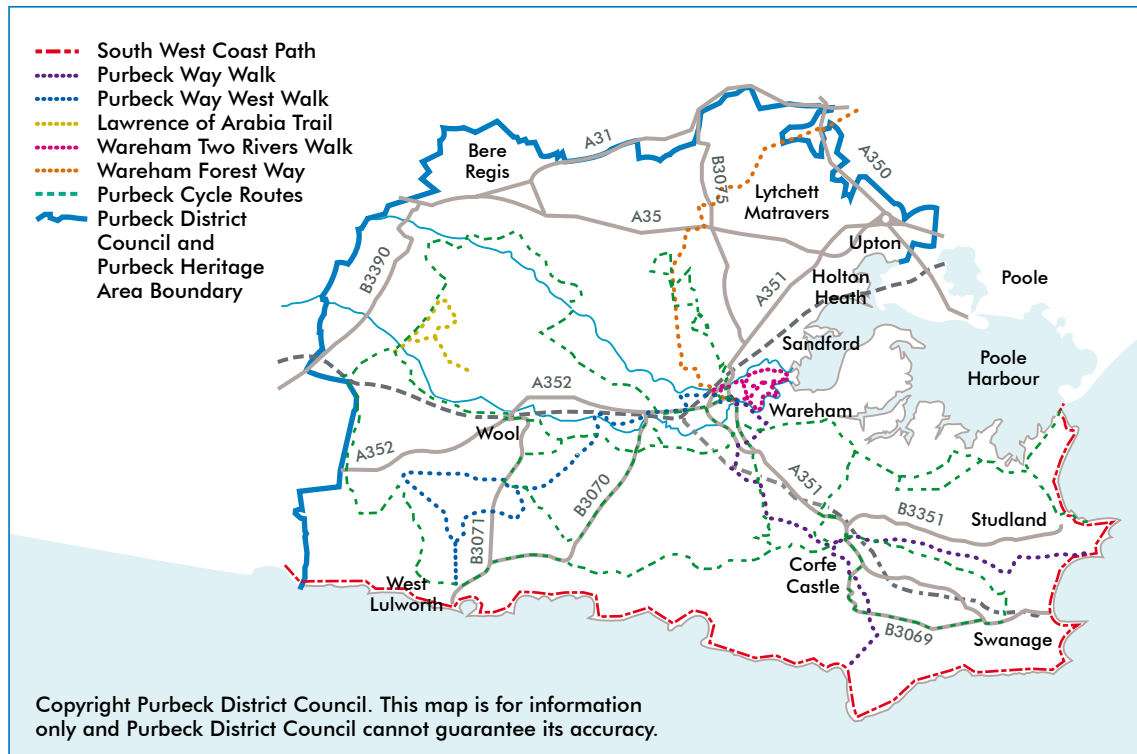 South West Coast Path
Purbeck Way Walk
Purbeck Way West Walk
Lawrence of Arabia Trail
Wareham Two Rivers Walk
Wareham Forest Way
Purbeck Cycle Routes
Purbeck District
Council and
Purbeck Heritage
Area Boundary
A31
Bere
Regis
B3075
A350
Lytchett
Matravers
A35
Upton
B3390
Holton
Heath
A351
Poole
Sandford
Poole
Harbour
A352
Wareham
Wool
A352
A351
B3070
B3351
Studland
B3071
Corfe
Castle
West
Lulworth
B3069
Swanage
Copyright Purbeck District Council. This map is for information
only and Purbeck District Council cannot guarantee its accuracy.